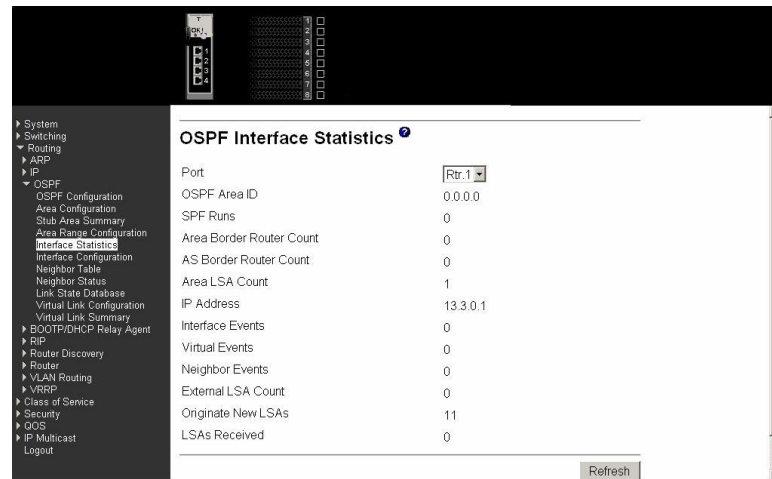 T
OK!
1
2
3
4
1
2
3
4
5
6
7
8
System
Switching
Routing
ARP
IP
OSPF
OSPF Configuration
Area Configuration
Stub Area Summary
Area Range Configuration
Interface Statistics
Interface Configuration
Neighbor Table
Neighbor Status
Link State Database
Virtual Link Configuration
Virtual Link Summary
BOOTP/DHCP Relay Agent
RIP
Router Discovery
Router
VLAN Routing
VRRP
Class of Service
Security
QOS
IP Multicast
Logout
OSPF Interface Statistics ?
Port Rtr.1
OSPF Area ID 0.0.0.0
SPF Runs 0
Area Border Router Count 0
AS Border Router Count 0
Area LSA Count 1
IP Address 13.3.0.1
Interface Events 0
Virtual Events 0
Neighbor Events 0
External LSA Count 0
Originate New LSAs 11
LSAs Received 0
Refresh